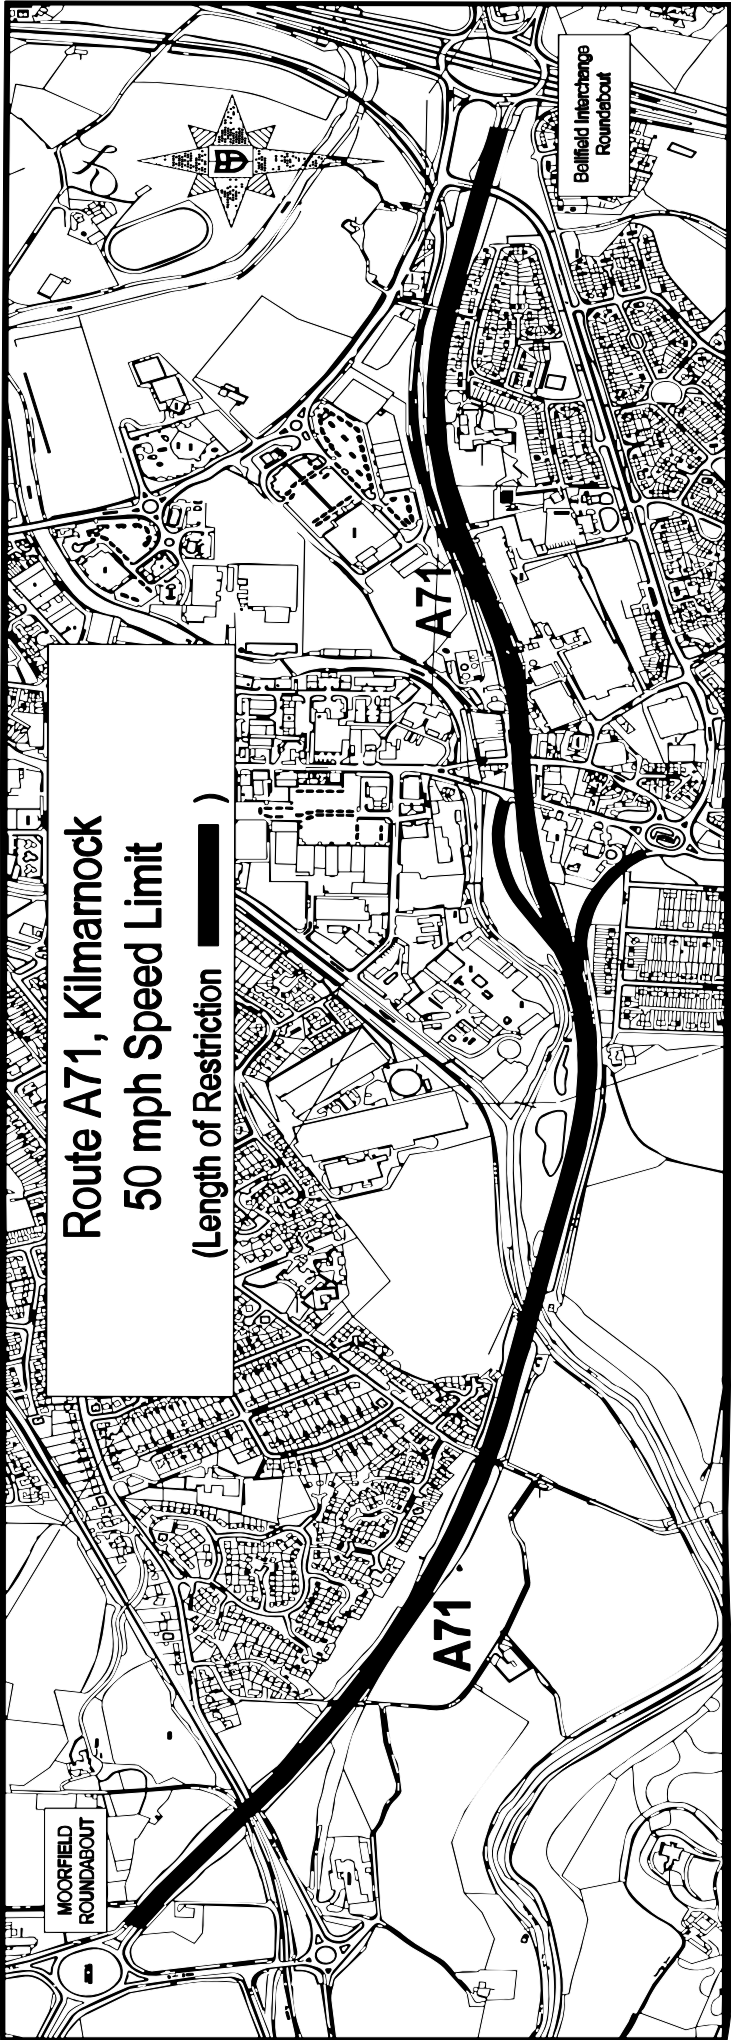 Route A71, Kilmarnock
50 mph Speed Limit
(Length of Restriction )
MOORFIELD
ROUNDABOUT
A71
A71
Bellfield Interchange
Roundabout